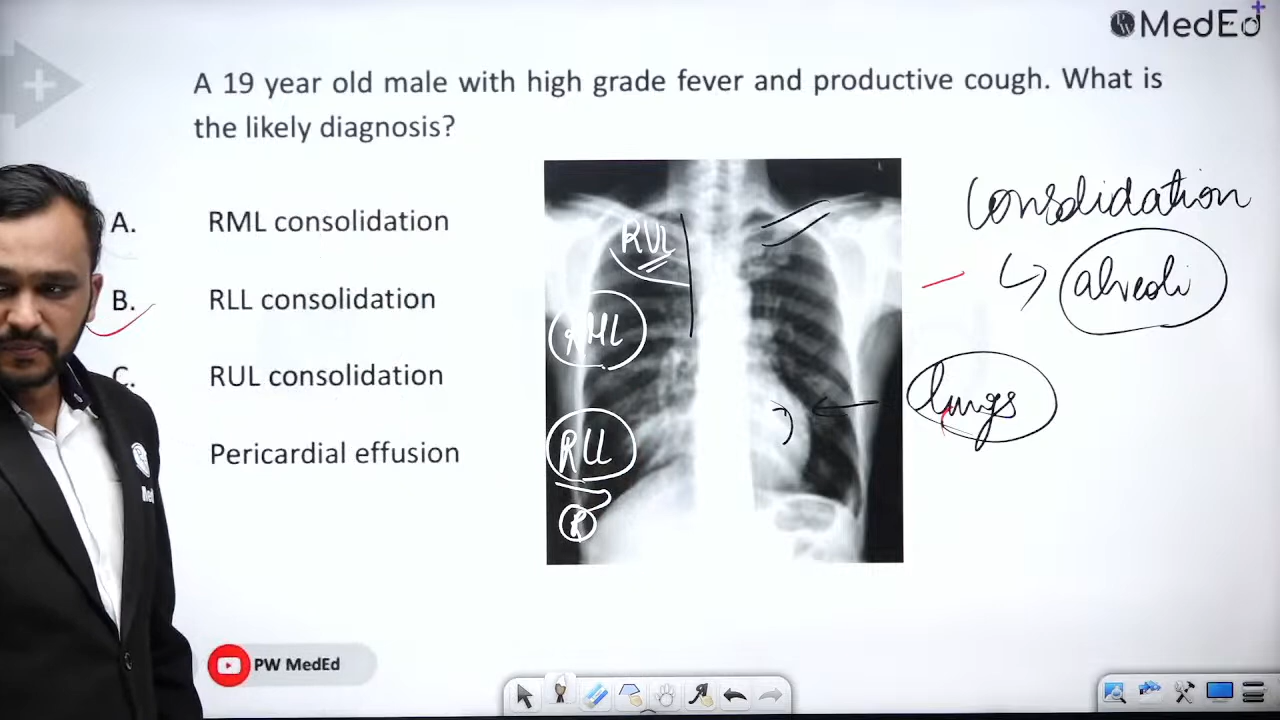 MedEd
A 19 year old male with high grade fever and productive cough. What is
the likely diagnosis?
A. RML consolidation
B. RLL consolidation
C. RUL consolidation
Pericardial effusion
RUL
RML
RLL
R
Consolidation
alveoli
lungs
PW MedEd